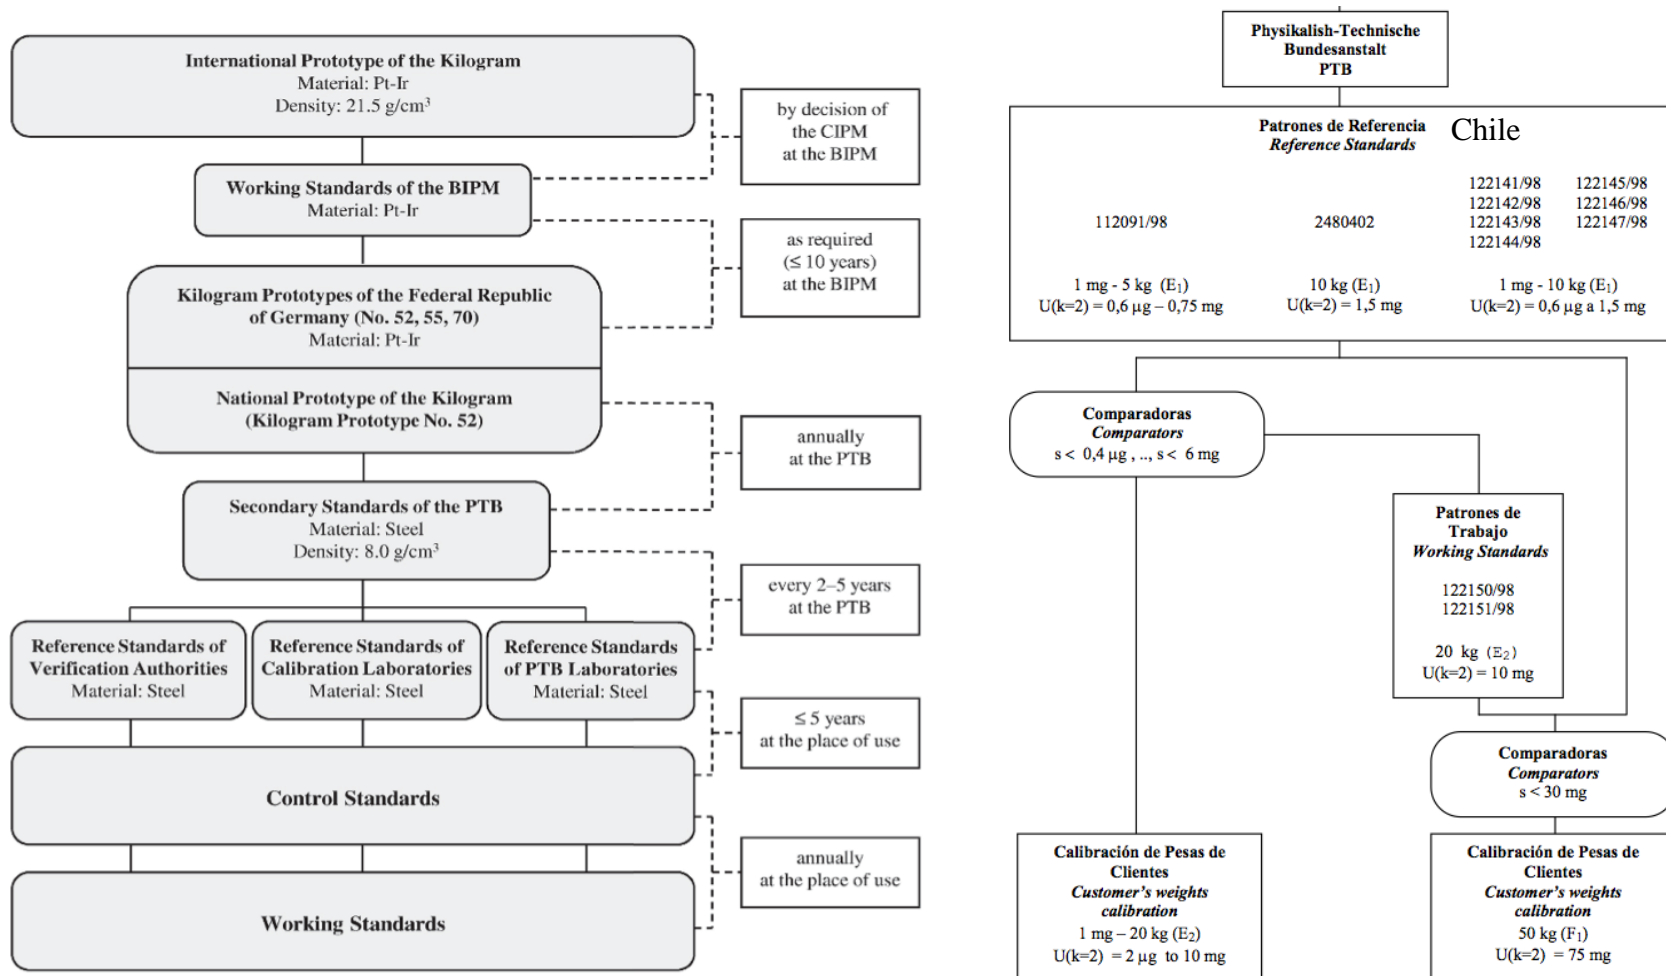 International Prototype of the Kilogram
Material: Pt-Ir
Density: 21.5 g/cm³
by decision of
the CIPM
at the BIPM
Working Standards of the BIPM
Material: Pt-Ir
as required
(≤ 10 years)
at the BIPM
Kilogram Prototypes of the Federal Republic
of Germany (No. 52, 55, 70)
Material: Pt-Ir
National Prototype of the Kilogram
(Kilogram Prototype No. 52)
annually
at the PTB
Secondary Standards of the PTB
Material: Steel
Density: 8.0 g/cm³
every 2–5 years
at the PTB
Reference Standards of
Verification Authorities
Material: Steel
Reference Standards of
Calibration Laboratories
Material: Steel
Reference Standards
of PTB Laboratories
Material: Steel
≤ 5 years
at the place of use
Control Standards
annually
at the place of use
Working Standards
Physikalish-Technische
Bundesanstalt
PTB
Patrones de Referencia
Reference Standards
Chile
112091/98
1 mg - 5 kg (E₁)
U(k=2) = 0,6 µg – 0,75 mg
2480402
10 kg (E₁)
U(k=2) = 1,5 mg
122141/98 122145/98
122142/98 122146/98
122143/98 122147/98
122144/98
1 mg - 10 kg (E₁)
U(k=2) = 0,6 µg a 1,5 mg
Comparadoras
Comparators
s < 0,4 µg , .., s < 6 mg
Patrones de
Trabajo
Working Standards
122150/98
122151/98
20 kg (E₂)
U(k=2) = 10 mg
Comparadoras
Comparators
s < 30 mg
Calibración de Pesas de
Clientes
Customer's weights
calibration
1 mg – 20 kg (E₂)
U(k=2) = 2 µg to 10 mg
Calibración de Pesas de
Clientes
Customer's weights
calibration
50 kg (F₁)
U(k=2) = 75 mg